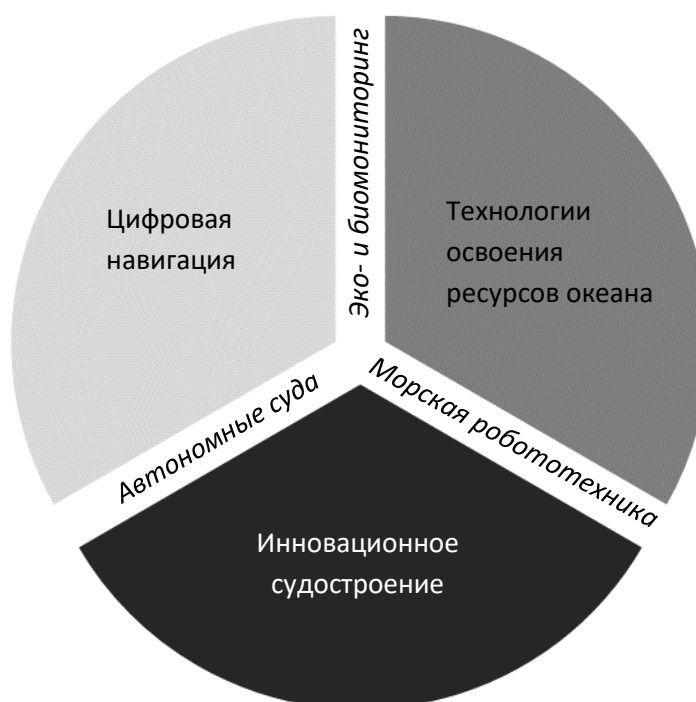 Эко- и биомониторинг
Цифровая
навигация
Технологии
освоения
ресурсов океана
Автономные суда
Морская робототехника
Инновационное
судостроение